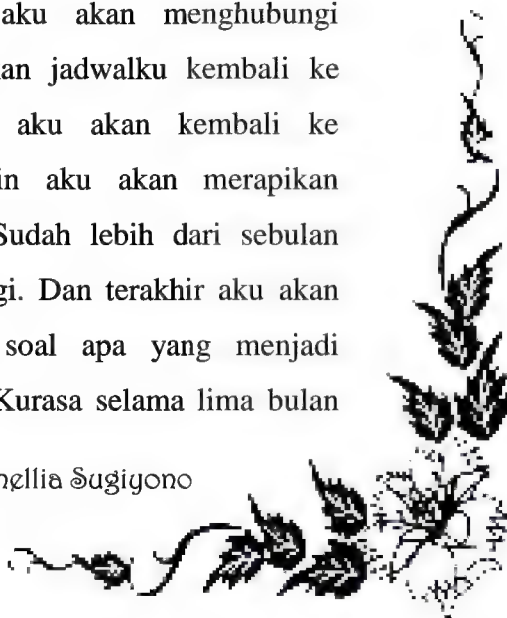 aku akan menghubungi
an jadwalku kembali ke
aku akan kembali ke
in aku akan merapikan
Sudah lebih dari sebulan
gi. Dan terakhir aku akan
soal apa yang menjadi
Kurasa selama lima bulan
nellia Sugiyono